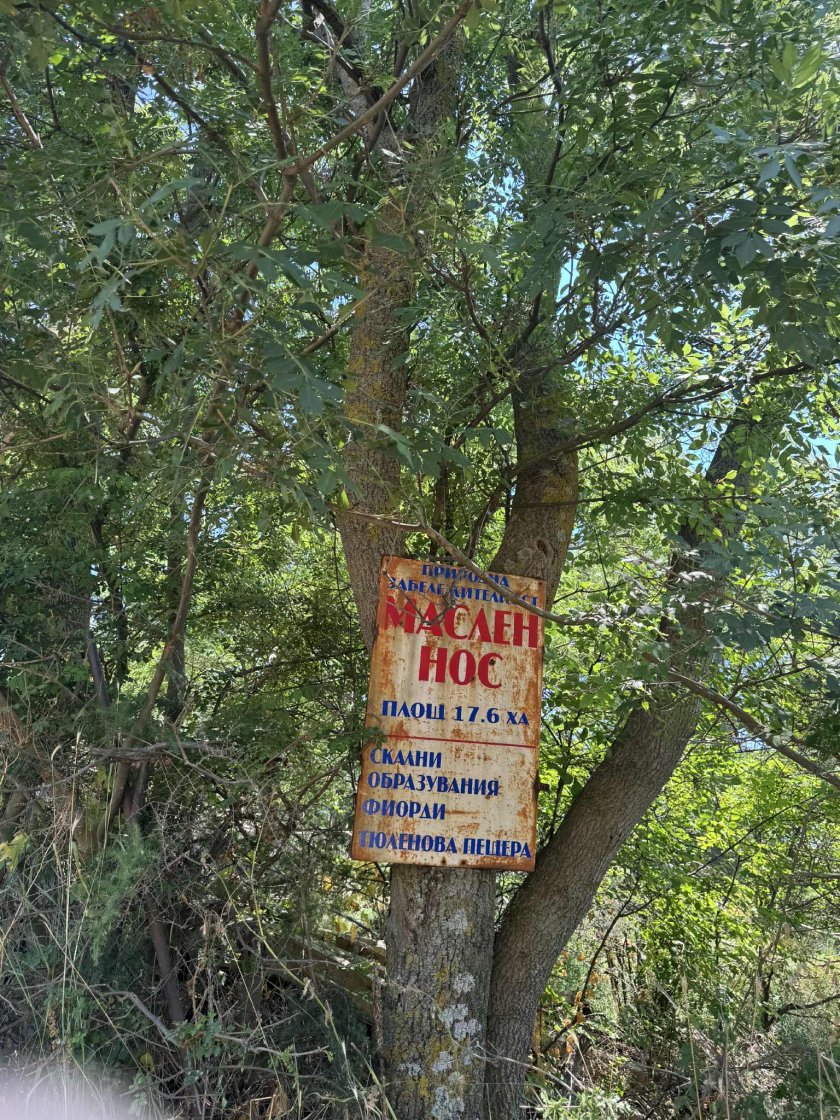 ПРИРОДНА
ЗАБЕЛЕЖИТЕЛНОСТ
МАСЛЕН
НОС
ПЛОЩ 17.6 ХА
СКАЛНИ
ОБРАЗУВАНИЯ
ФИОРДИ
ТЮЛЕНОВА ПЕЩЕРА